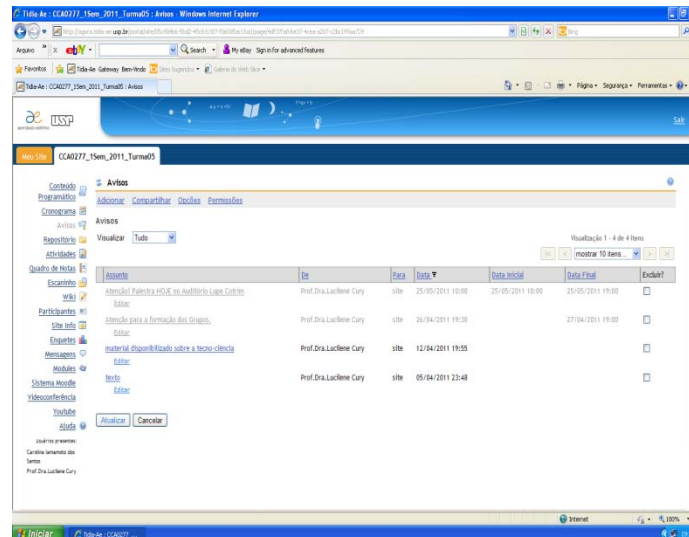 Tidia-Ae : CCA0277_1Sem_2011_Turma05 : Avisos - Windows Internet Explorer
Bing
Arquivo » x ebY Search My eBay Sign in for advanced features
Favoritos Tidia-Ae Gateway Bem-Vindo Sites Sugeridos Galeria do Web Slice
Tidia-Ae : CCA0277_1Sem_2011_Turma05 : Avisos Página Segurança Ferramentas
ae USP
Sair
Meu Site CCA0277_1Sem_2011_Turma05
Conteúdo Programático
Cronograma
Avisos
Repositório
Atividades
Quadro de Notas
Escaninho
Wiki
Participantes
Site Info
Enquetes
Mensagens
Modules
Sistema Moodle
Videoconferência
Youtube
Ajuda
Usuários presentes:
Caroline Iamamoto dos Santos
Prof.Dra.Lucilene Cury
Avisos
Adicionar Compartilhar Opções Permissões
Avisos
Visualizar Tudo
Visualização 1 - 4 de 4 itens
|< < mostrar 10 itens... > >|
Assunto De Para Data Data Inicial Data Final Excluir?
Atenção! Palestra HOJE no Auditório Lupe Cotrim Prof.Dra.Lucilene Cury site 25/05/2011 10:00 25/05/2011 10:00 25/05/2011 19:00
Editar
Atenção para a formação dos Grupos. Prof.Dra.Lucilene Cury site 26/04/2011 19:30 27/04/2011 19:00
Editar
material disponibilizado sobre a tecno-ciência Prof.Dra.Lucilene Cury site 12/04/2011 19:55
Editar
texto Prof.Dra.Lucilene Cury site 05/04/2011 23:48
Editar
Atualizar Cancelar
Internet 100%
Iniciar Tidia-Ae : CCA0277_...